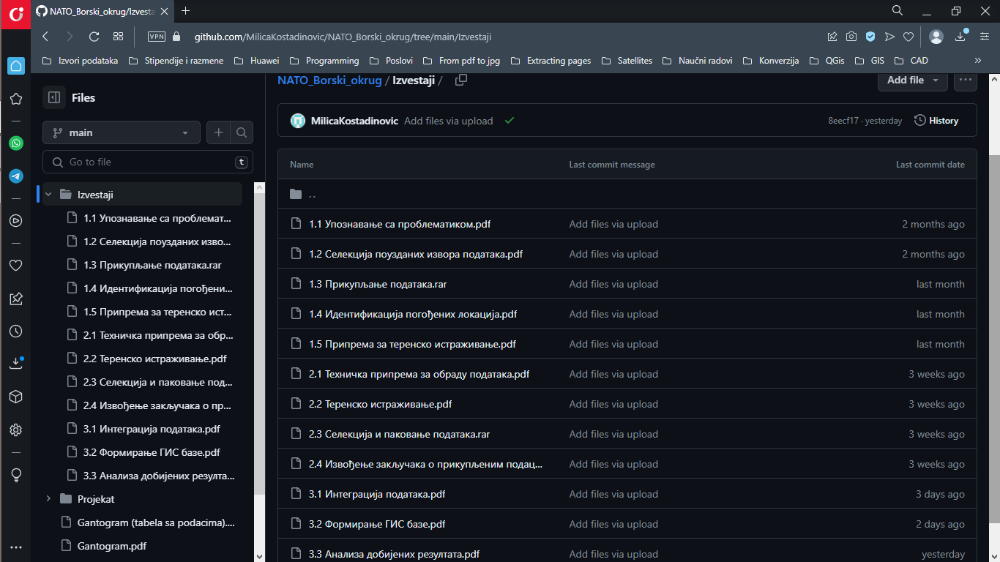 NATO_Borski_okrug/Izvesta
VPN
github.com/MilicaKostadinovic/NATO_Borski_okrug/tree/main/Izvestaji
Izvori podataka Stipendije i razmene Huawei Programming Poslovi From pdf to jpg Extracting pages Satellites Naučni radovi Konverzija QGis GIS CAD »
Files
main
Go to file t
Izvestaji
1.1 Упознавање са проблемат...
1.2 Селекција поузданих изво...
1.3 Прикупљање података.rar
1.4 Идентификација погођени...
1.5 Припрема за теренско ист...
2.1 Техничка припрема за обр...
2.2 Теренско истраживање.pdf
2.3 Селекција и паковање под...
2.4 Извођење закључака о пр...
3.1 Интеграција података.pdf
3.2 Формирање ГИС базе.pdf
3.3 Анализа добијених резулта...
Projekat
Gantogram (tabela sa podacima)....
Gantogram.pdf
NATO_Borski_okrug / Izvestaji /
Add file
MilicaKostadinovic Add files via upload 8eecf17 · yesterday History
Name Last commit message Last commit date
..
1.1 Упознавање са проблематиком.pdf Add files via upload 2 months ago
1.2 Селекција поузданих извора података.pdf Add files via upload 2 months ago
1.3 Прикупљање података.rar Add files via upload last month
1.4 Идентификација погођених локација.pdf Add files via upload last month
1.5 Припрема за теренско истраживање.pdf Add files via upload last month
2.1 Техничка припрема за обраду података.pdf Add files via upload 3 weeks ago
2.2 Теренско истраживање.pdf Add files via upload 3 weeks ago
2.3 Селекција и паковање података.rar Add files via upload 3 weeks ago
2.4 Извођење закључака о прикупљеним подац... Add files via upload 3 weeks ago
3.1 Интеграција података.pdf Add files via upload 3 days ago
3.2 Формирање ГИС базе.pdf Add files via upload 2 days ago
3.3 Анализа добијених резултата.pdf Add files via upload yesterday